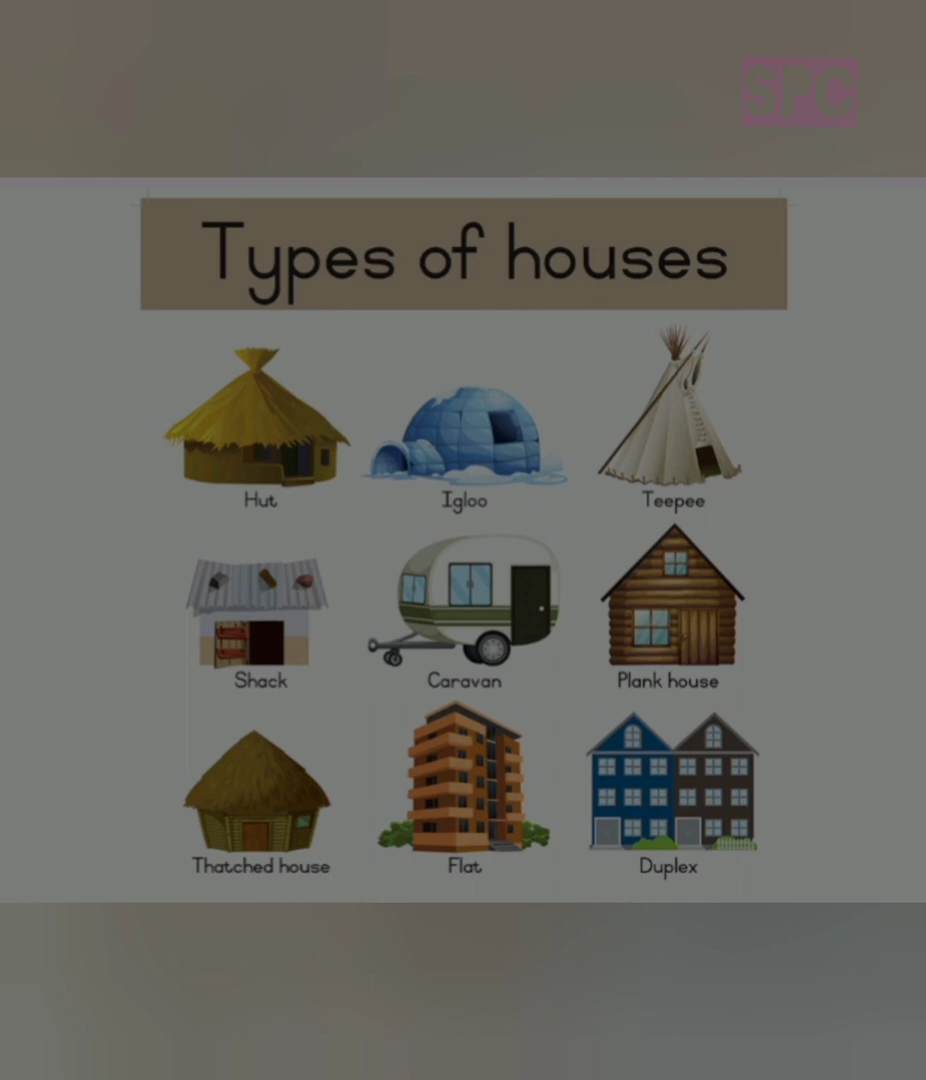 SPC
Types of houses
Hut
Igloo
Teepee
Shack
Caravan
Plank house
Thatched house
Flat
Duplex